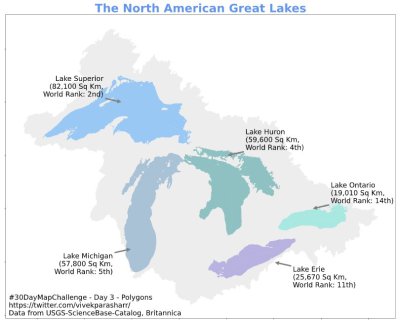 The North American Great Lakes
Lake Superior
(82,100 Sq Km,
World Rank: 2nd)
Lake Huron
(59,600 Sq Km,
World Rank: 4th)
Lake Ontario
(19,010 Sq Km,
World Rank: 14th)
Lake Michigan
(57,800 Sq Km,
World Rank: 5th)
Lake Erie
(25,670 Sq Km,
World Rank: 11th)
#30DayMapChallenge - Day 3 - Polygons
https://twitter.com/vivekparasharr/
Data from USGS-ScienceBase-Catalog, Britannica